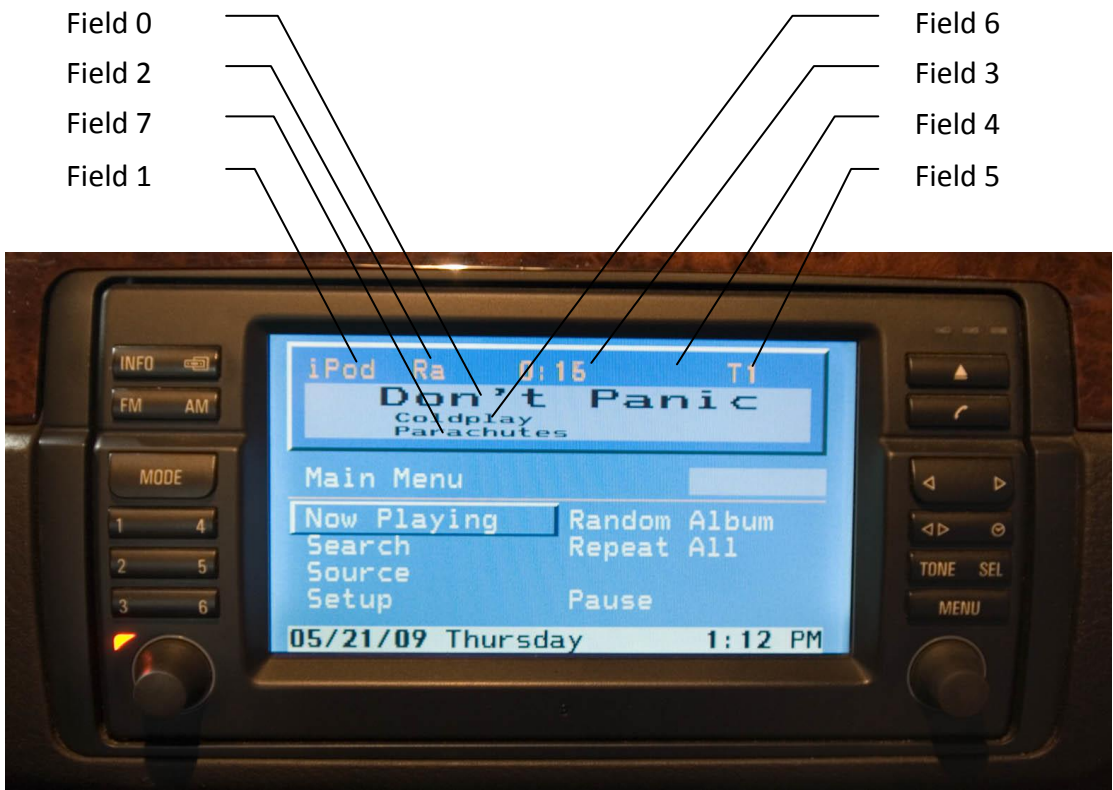 Field 0 Field 6
Field 2 Field 3
Field 7 Field 4
Field 1 Field 5
INFO
FM AM
MODE
1 4
2 5
3 6
iPod Ra 0:15 T1
Don't Panic
Coldplay
Parachutes
Main Menu
Now Playing Random Album
Search Repeat All
Source
Setup Pause
05/21/09 Thursday 1:12 PM
TONE SEL
MENU